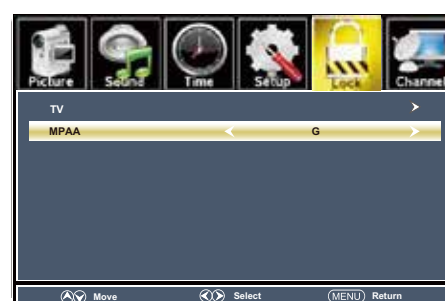 Picture Sound Time Setup Lock Channel
TV
MPAA G
Move Select MENU Return